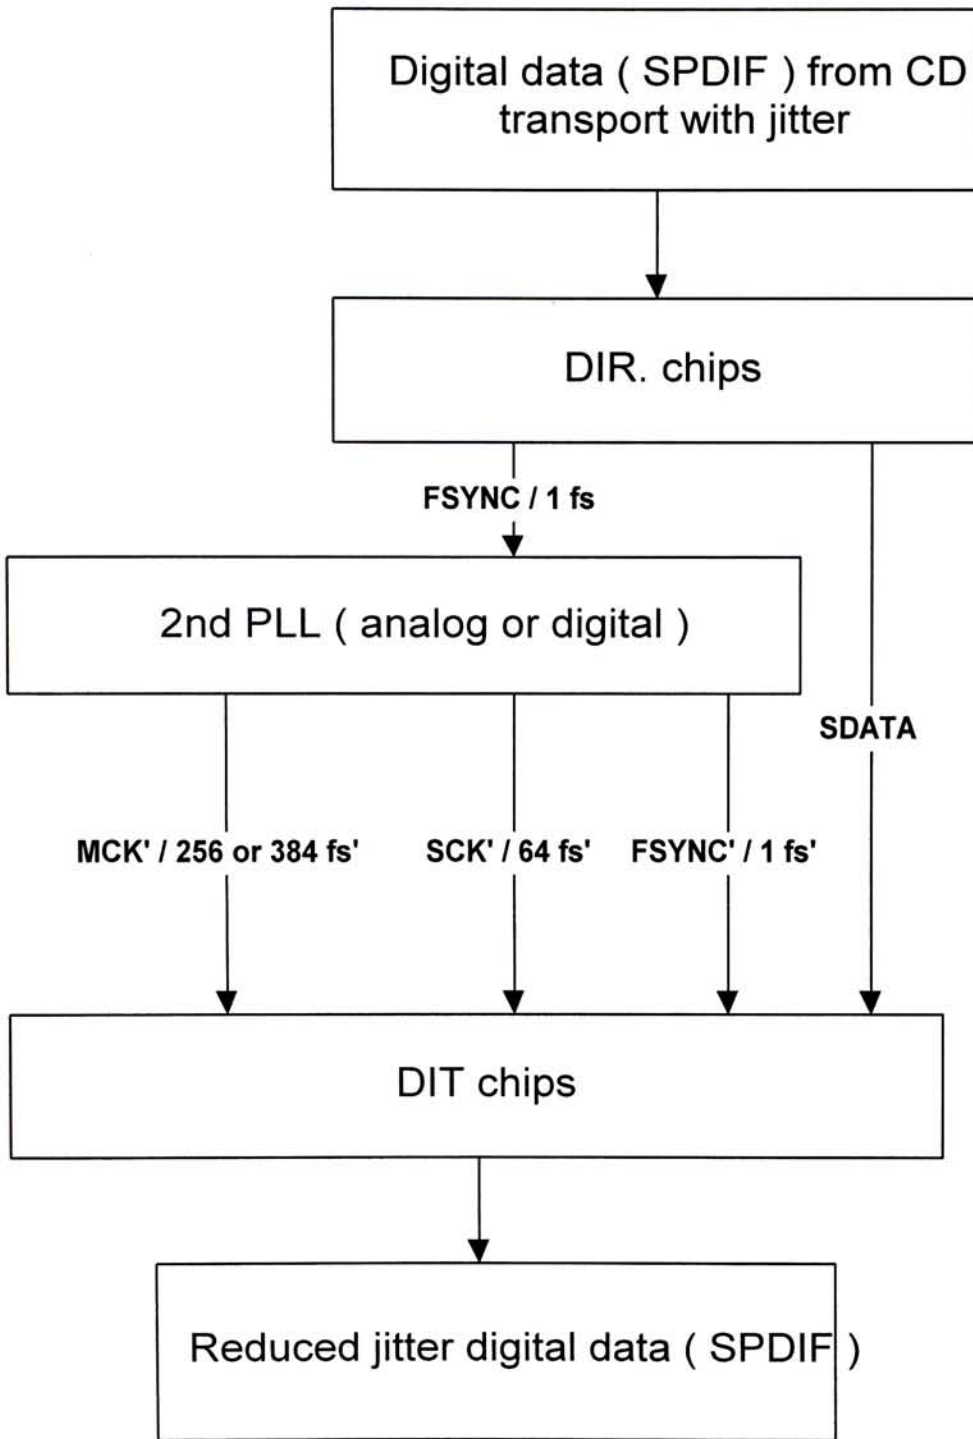 Digital data ( SPDIF ) from CD
transport with jitter
DIR. chips
FSYNC / 1 fs
2nd PLL ( analog or digital )
SDATA
MCK' / 256 or 384 fs'
SCK' / 64 fs'
FSYNC' / 1 fs'
DIT chips
Reduced jitter digital data ( SPDIF )